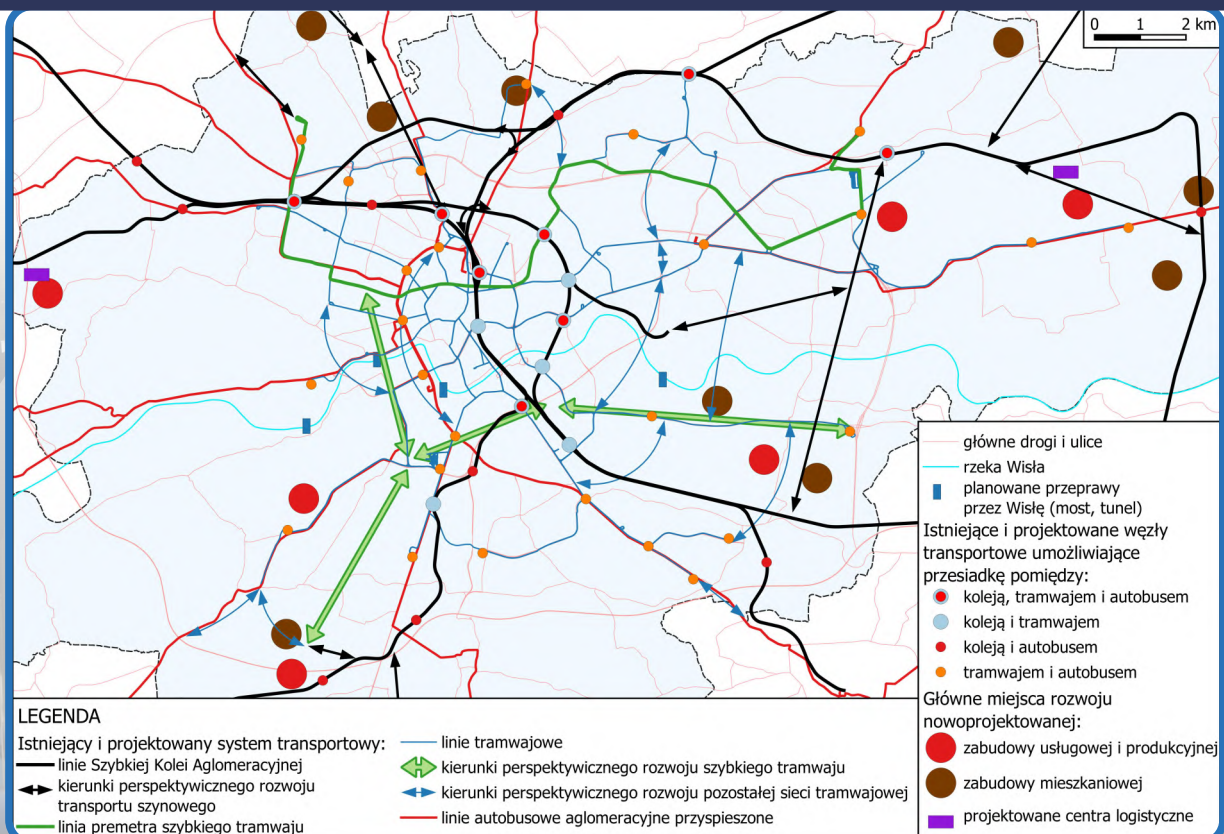 0 1 2 km
główne drogi i ulice
rzeka Wisła
planowane przeprawy
przez Wisłę (most, tunel)
Istniejące i projektowane węzły
transportowe umożliwiające
przesiadkę pomiędzy:
koleją, tramwajem i autobusem
koleją i tramwajem
koleją i autobusem
tramwajem i autobusem
Główne miejsca rozwoju
nowoprojektowanej:
zabudowy usługowej i produkcyjnej
zabudowy mieszkaniowej
projektowane centra logistyczne
LEGENDA
Istniejący i projektowany system transportowy:
linie Szybkiej Kolei Aglomeracyjnej
kierunki perspektywicznego rozwoju
transportu szynowego
linia premetra szybkiego tramwaju
linie tramwajowe
kierunki perspektywicznego rozwoju szybkiego tramwaju
kierunki perspektywicznego rozwoju pozostałej sieci tramwajowej
linie autobusowe aglomeracyjne przyspieszone